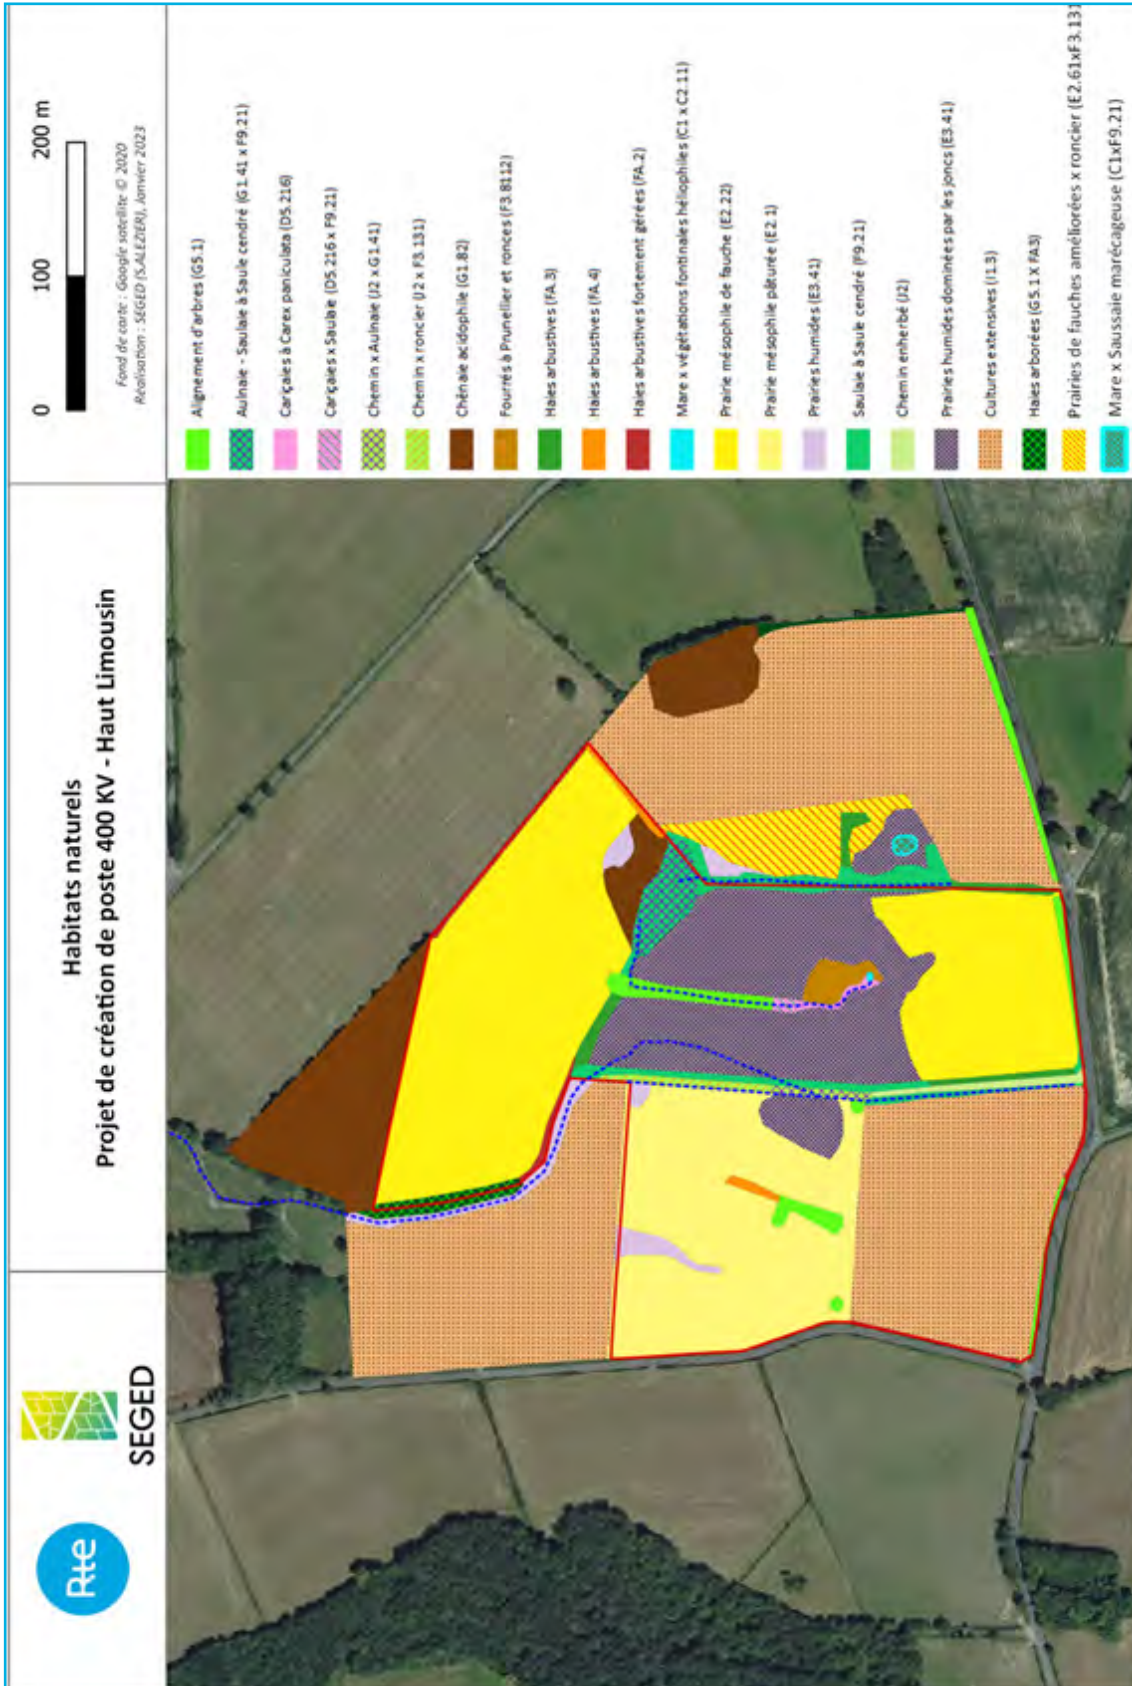 Rte
SEGED
Habitats naturels
Projet de création de poste 400 KV - Haut Limousin
0 100 200 m
Fond de carte : Google satellite © 2020
Réalisation : SEGED (S.ALEZIER), Janvier 2023
Alignement d'arbres (G5.1)
Aulnaie - Saulaie à Saule cendré (G1.41 x F9.21)
Carçaies à Carex paniculata (D5.216)
Carçaies x Saulaie (D5.216 x F9.21)
Chemin x Aulnaie (J2 x G1.41)
Chemin x roncier (J2 x F3.131)
Chênaie acidophile (G1.82)
Fourrés à Prunellier et ronces (F3.8112)
Haies arbustives (FA.3)
Haies arbustives (FA.4)
Haies arbustives fortement gérées (FA.2)
Mare x végétations fontinales héliophiles (C1 x C2.11)
Prairie mésophile de fauche (E2.22)
Prairie mésophile pâturée (E2.1)
Prairies humides (E3.41)
Saulaie à Saule cendré (F9.21)
Chemin enherbé (J2)
Prairies humides dominées par les joncs (E3.41)
Cultures extensives (I1.3)
Haies arborées (G5.1 X FA3)
Prairies de fauches améliorées x roncier (E2.61xF3.131
Mare x Saussaie marécageuse (C1xF9.21)